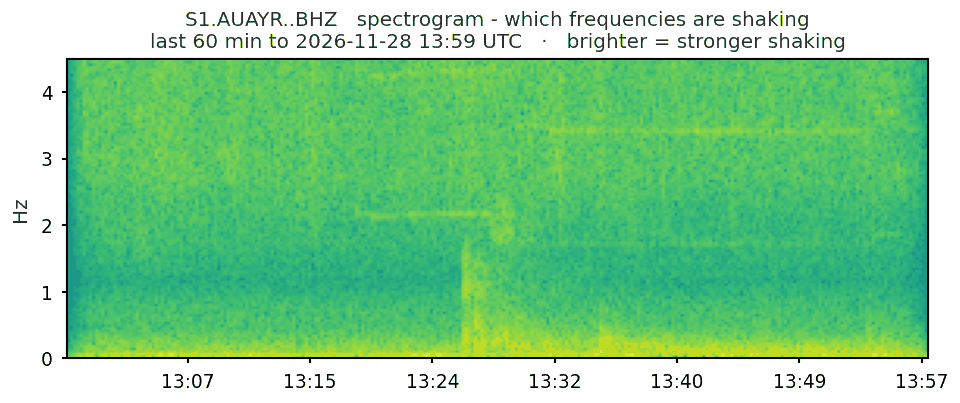 S1.AUAYR..BHZ   spectrogram - which frequencies are shaking
last 60 min to 2026-11-28 13:59 UTC   ·   brighter = stronger shaking
Hz
4
3
2
1
0
13:07 13:15 13:24 13:32 13:40 13:49 13:57